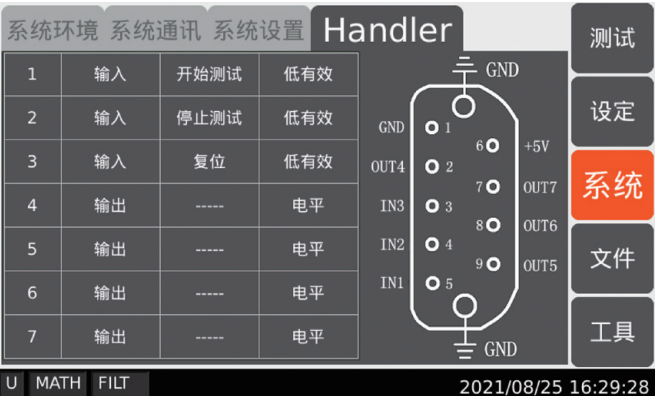 系统环境 系统通讯 系统设置 Handler
1 输入 开始测试 低有效
2 输入 停止测试 低有效
3 输入 复位 低有效
4 输出 ----- 电平
5 输出 ----- 电平
6 输出 ----- 电平
7 输出 ----- 电平
GND
GND 1
6 +5V
OUT4 2
7 OUT7
IN3 3
8 OUT6
IN2 4
9 OUT5
IN1 5
GND
测试
设定
系统
文件
工具
U MATH FILT 2021/08/25 16:29:28